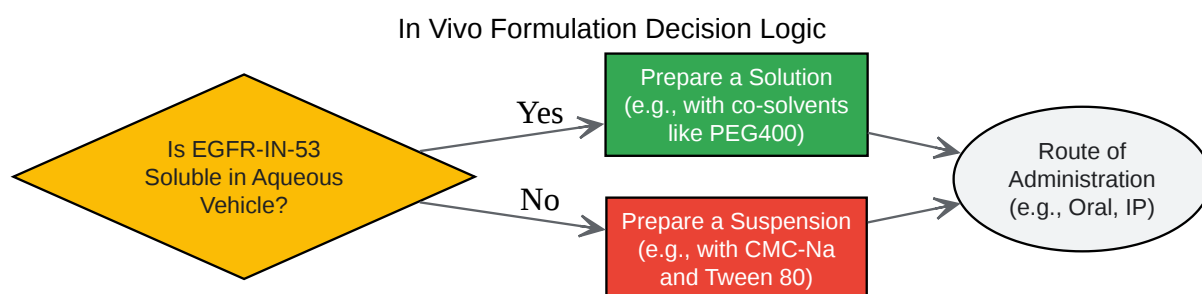 In Vivo Formulation Decision Logic
Is EGFR-IN-53
Soluble in Aqueous
Vehicle?
Yes
Prepare a Solution
(e.g., with co-solvents
like PEG400)
No
Prepare a Suspension
(e.g., with CMC-Na
and Tween 80)
Route of
Administration
(e.g., Oral, IP)